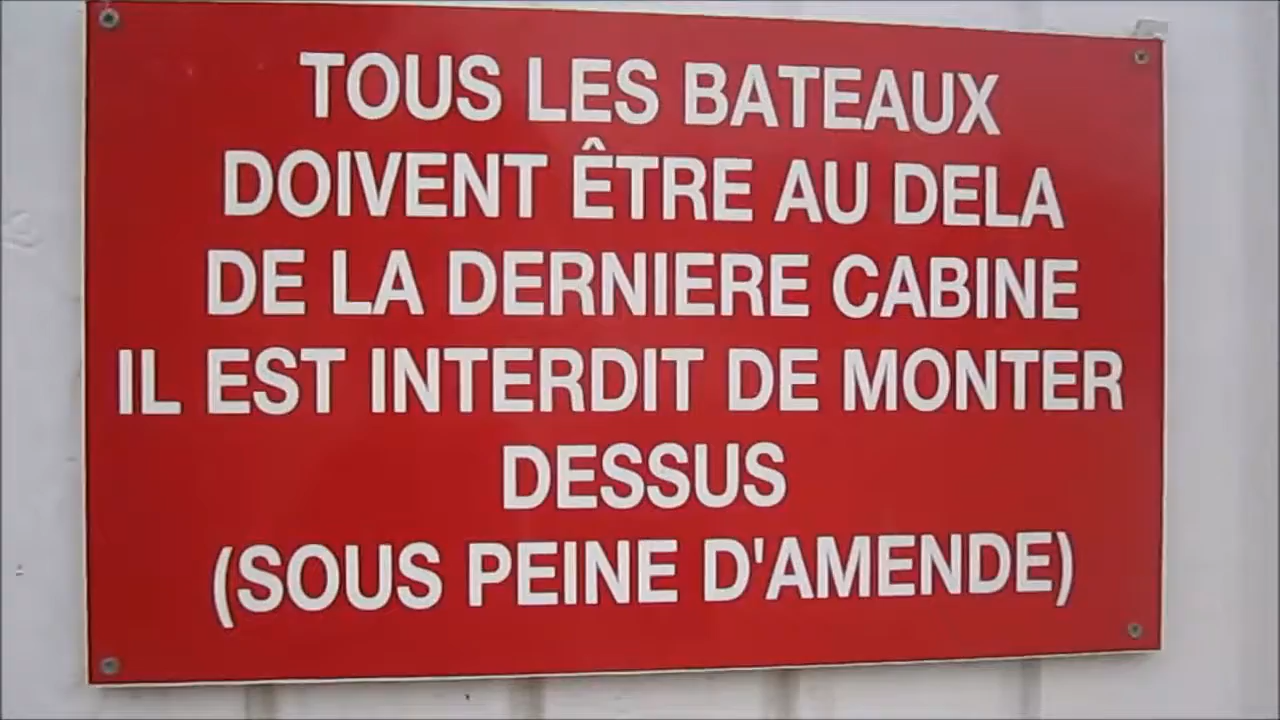 TOUS LES BATEAUX
DOIVENT ÊTRE AU DELA
DE LA DERNIERE CABINE
IL EST INTERDIT DE MONTER
DESSUS
(SOUS PEINE D'AMENDE)